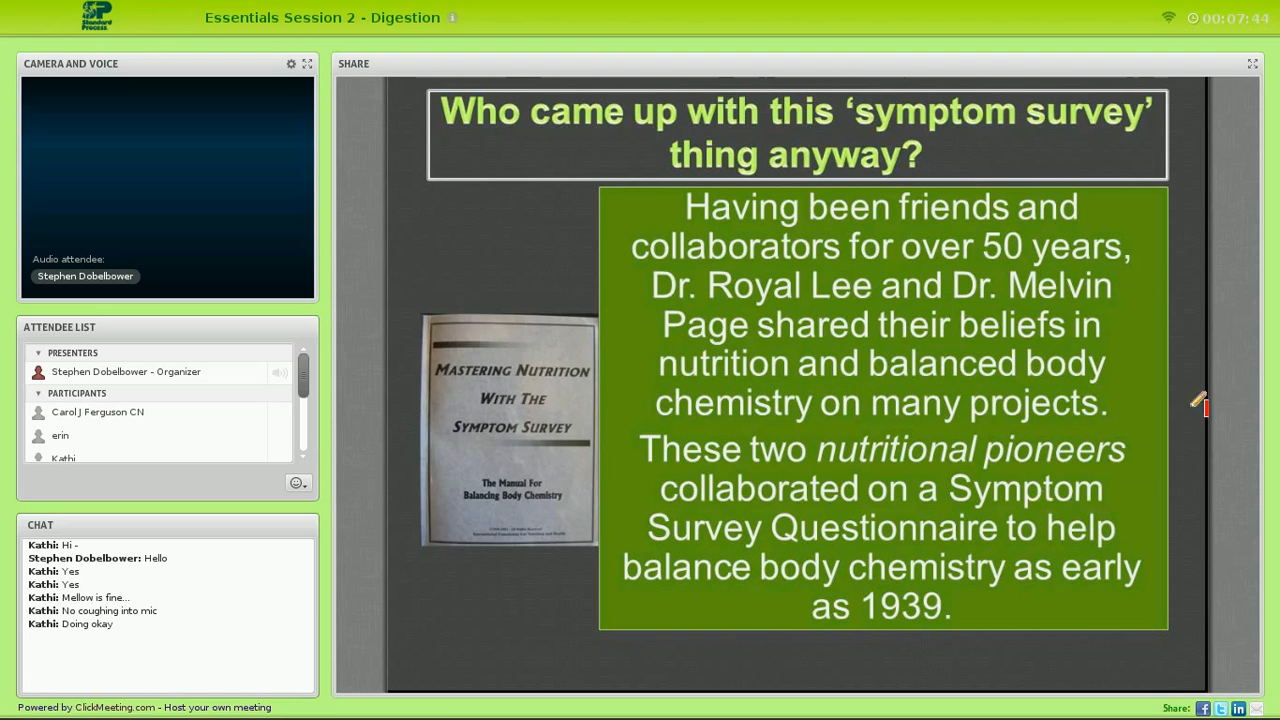 SP
Standard
Process
Essentials Session 2 - Digestion
00:07:44
CAMERA AND VOICE
Audio attendee:
Stephen Dobelbower
ATTENDEE LIST
PRESENTERS
Stephen Dobelbower - Organizer
PARTICIPANTS
Carol J Ferguson CN
erin
Kathi
CHAT
Kathi: Hi -
Stephen Dobelbower: Hello
Kathi: Yes
Kathi: Yes
Kathi: Mellow is fine...
Kathi: No coughing into mic
Kathi: Doing okay
SHARE
Who came up with this ‘symptom survey’
thing anyway?
MASTERING NUTRITION
WITH THE
SYMPTOM SURVEY
The Manual For
Balancing Body Chemistry
Having been friends and
collaborators for over 50 years,
Dr. Royal Lee and Dr. Melvin
Page shared their beliefs in
nutrition and balanced body
chemistry on many projects.
These two nutritional pioneers
collaborated on a Symptom
Survey Questionnaire to help
balance body chemistry as early
as 1939.
Powered by ClickMeeting.com - Host your own meeting
Share: